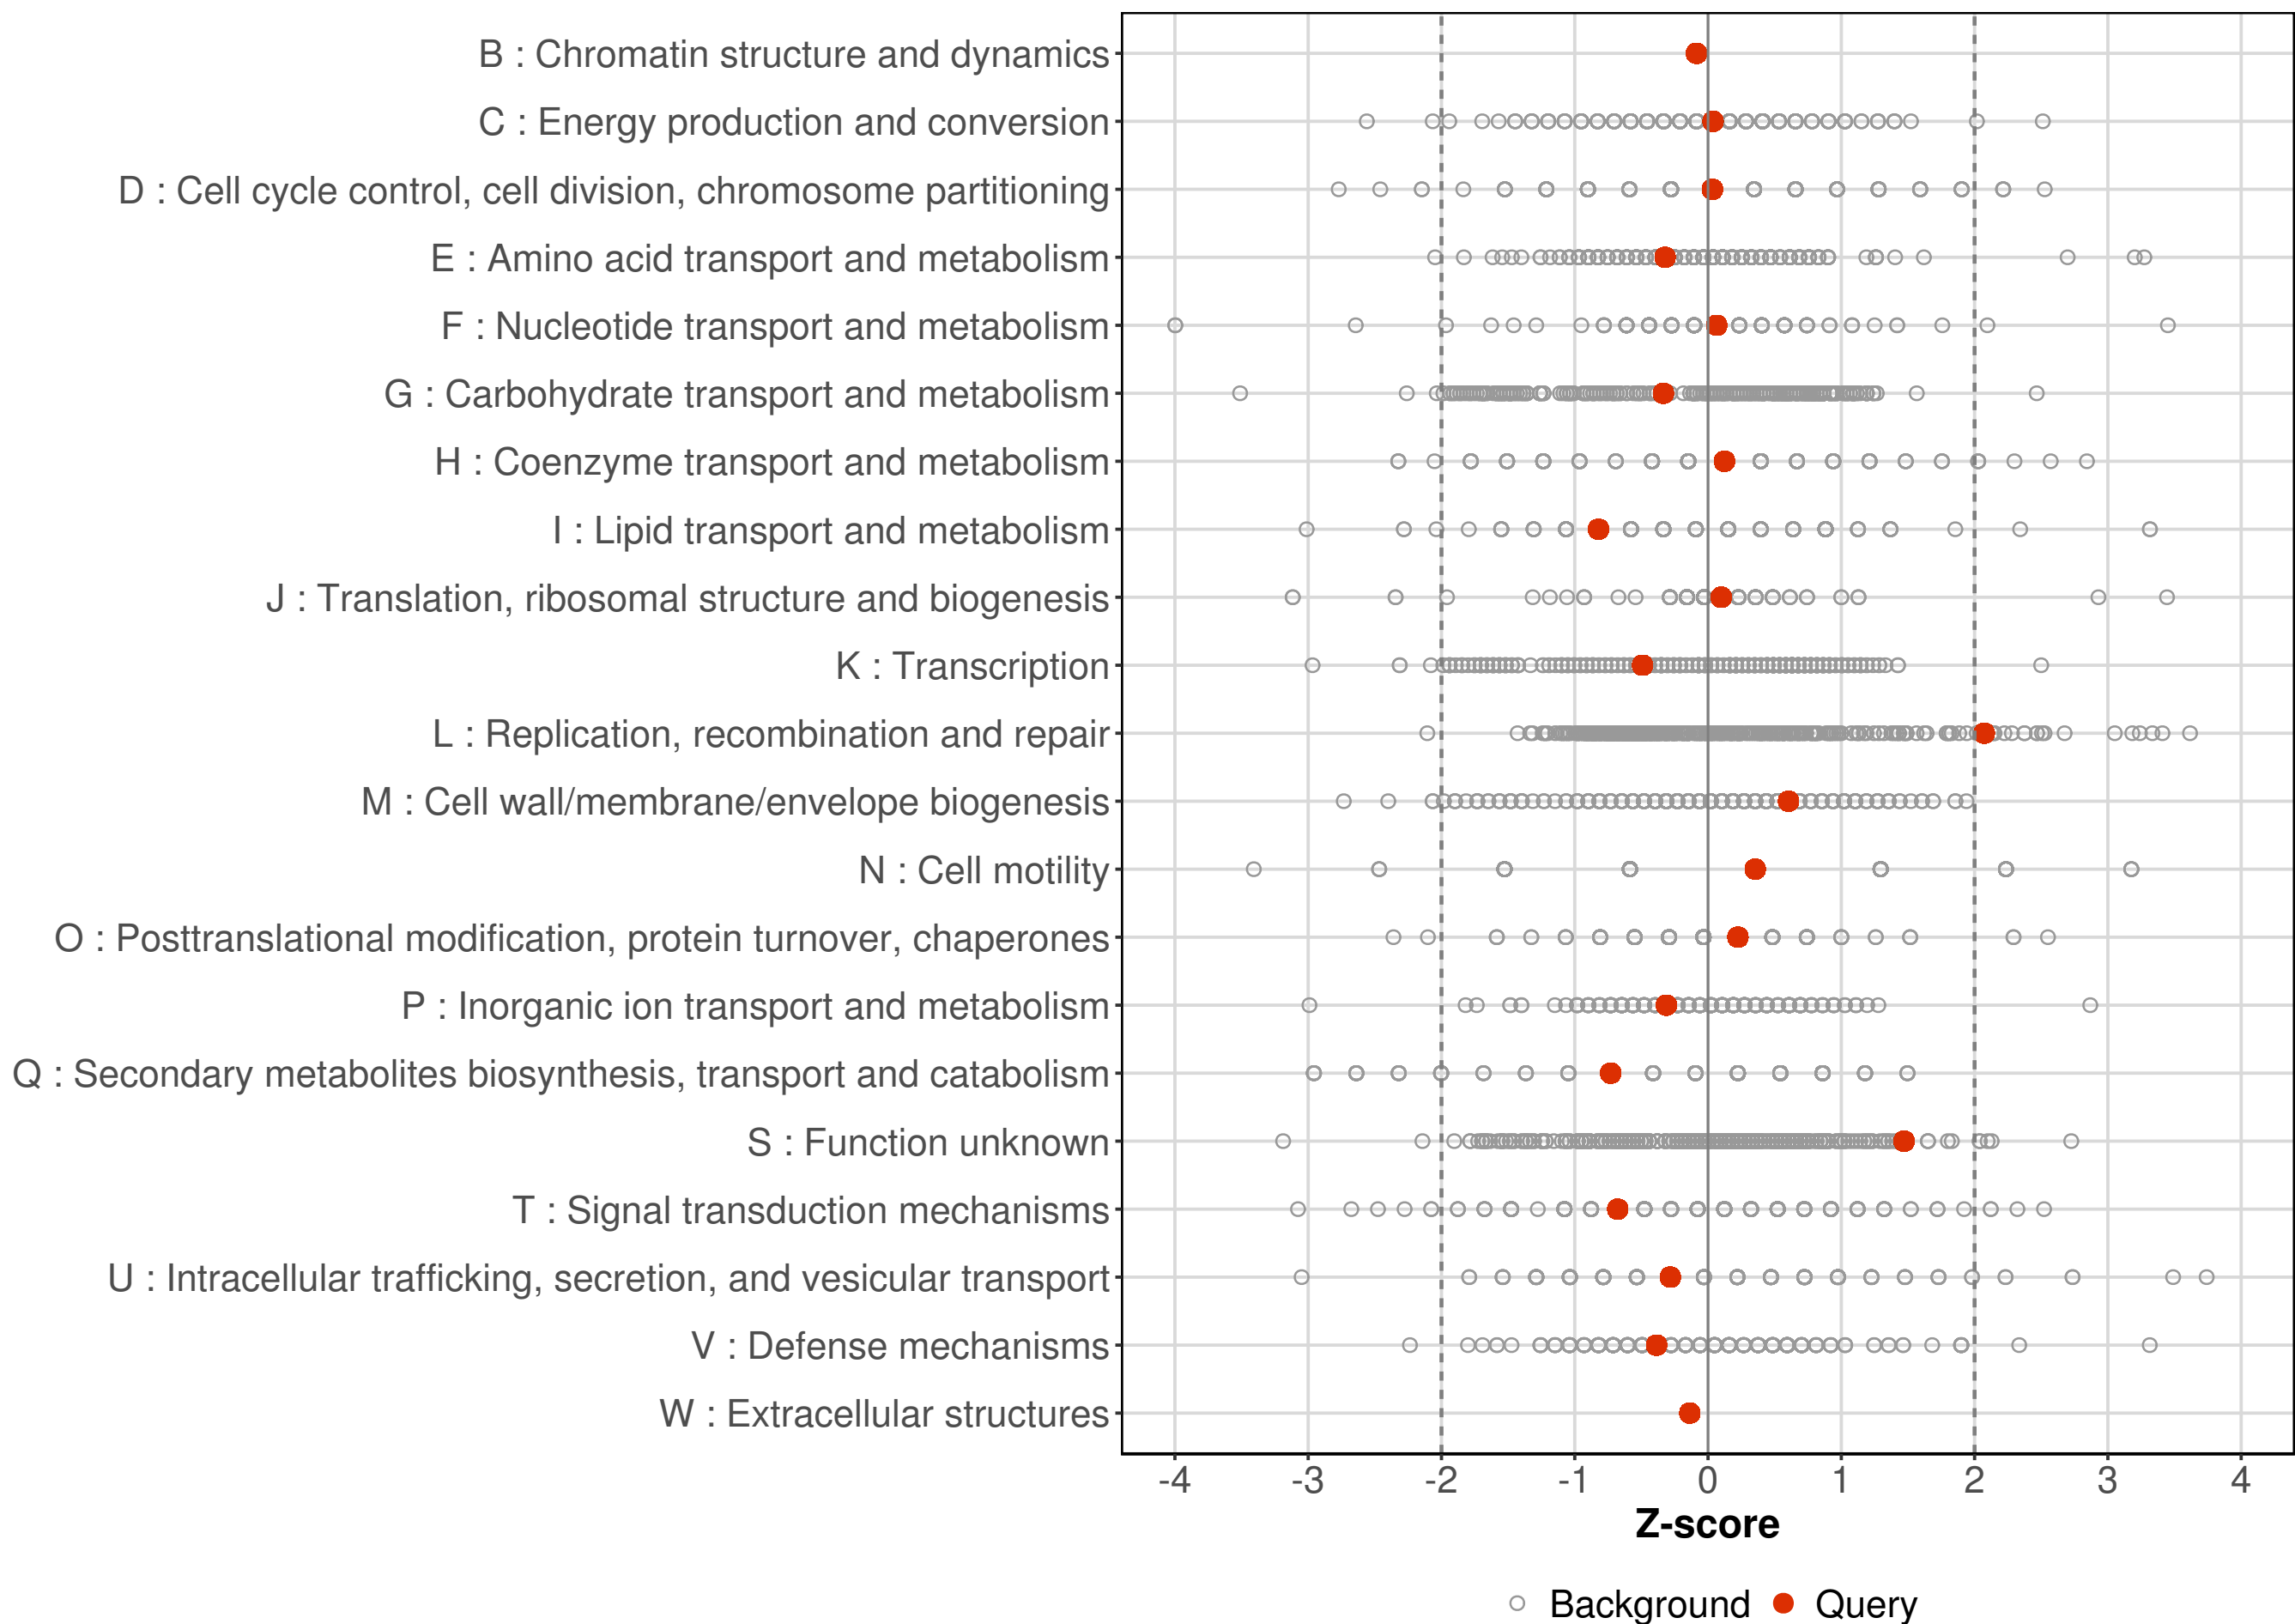 B : Chromatin structure and dynamics
C : Energy production and conversion
D : Cell cycle control, cell division, chromosome partitioning
E : Amino acid transport and metabolism
F : Nucleotide transport and metabolism
G : Carbohydrate transport and metabolism
H : Coenzyme transport and metabolism
I : Lipid transport and metabolism
J : Translation, ribosomal structure and biogenesis
K : Transcription
L : Replication, recombination and repair
M : Cell wall/membrane/envelope biogenesis
N : Cell motility
O : Posttranslational modification, protein turnover, chaperones
P : Inorganic ion transport and metabolism
Q : Secondary metabolites biosynthesis, transport and catabolism
S : Function unknown
T : Signal transduction mechanisms
U : Intracellular trafficking, secretion, and vesicular transport
V : Defense mechanisms
W : Extracellular structures
-4 -3 -2 -1 0 1 2 3 4
Z-score
Background Query